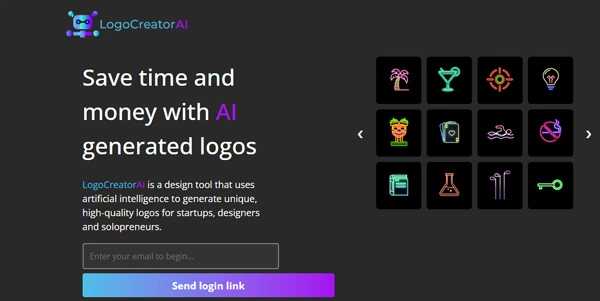 LogoCreatorAI
Save time and
money with AI
generated logos
LogoCreatorAI is a design tool that uses
artificial intelligence to generate unique,
high-quality logos for startups, designers
and solopreneurs.
Enter your email to begin...
Send login link